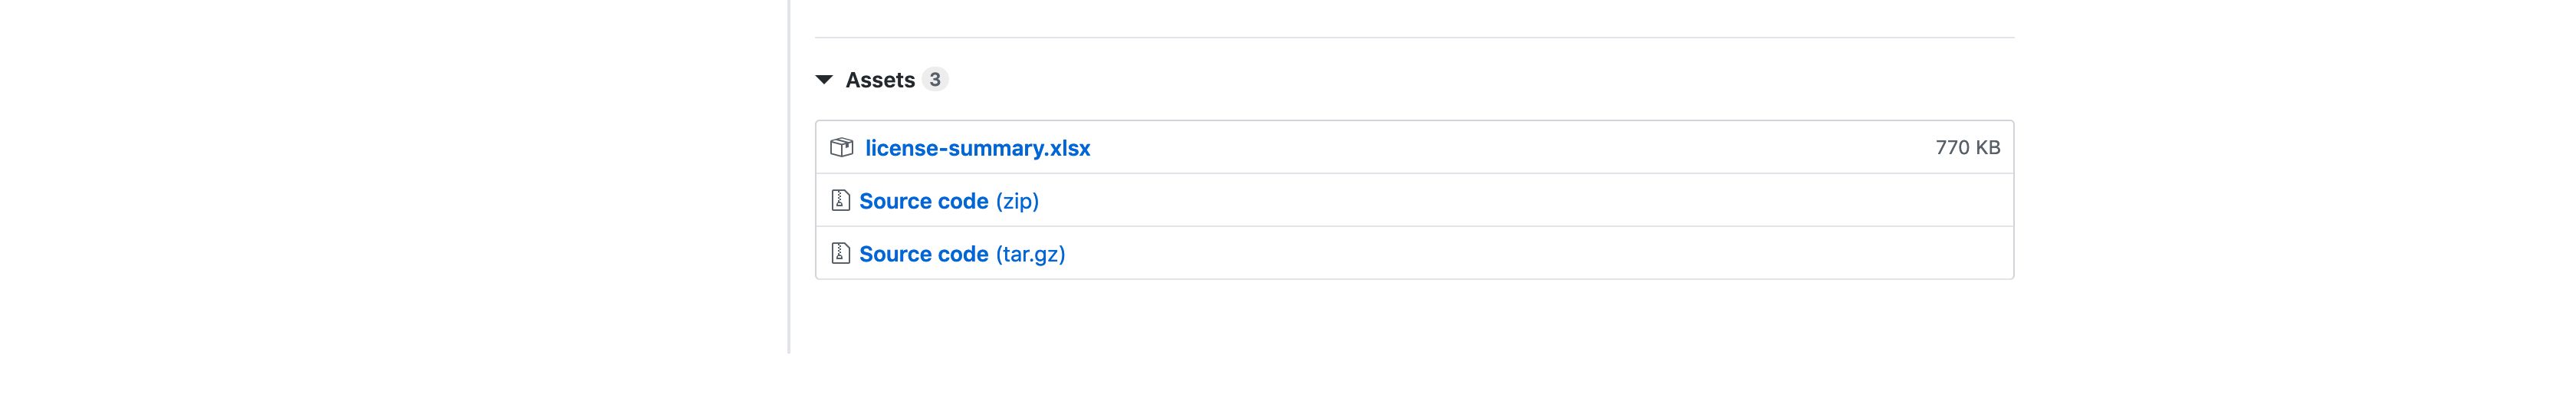 Assets 3
license-summary.xlsx 770 KB
Source code (zip)
Source code (tar.gz)